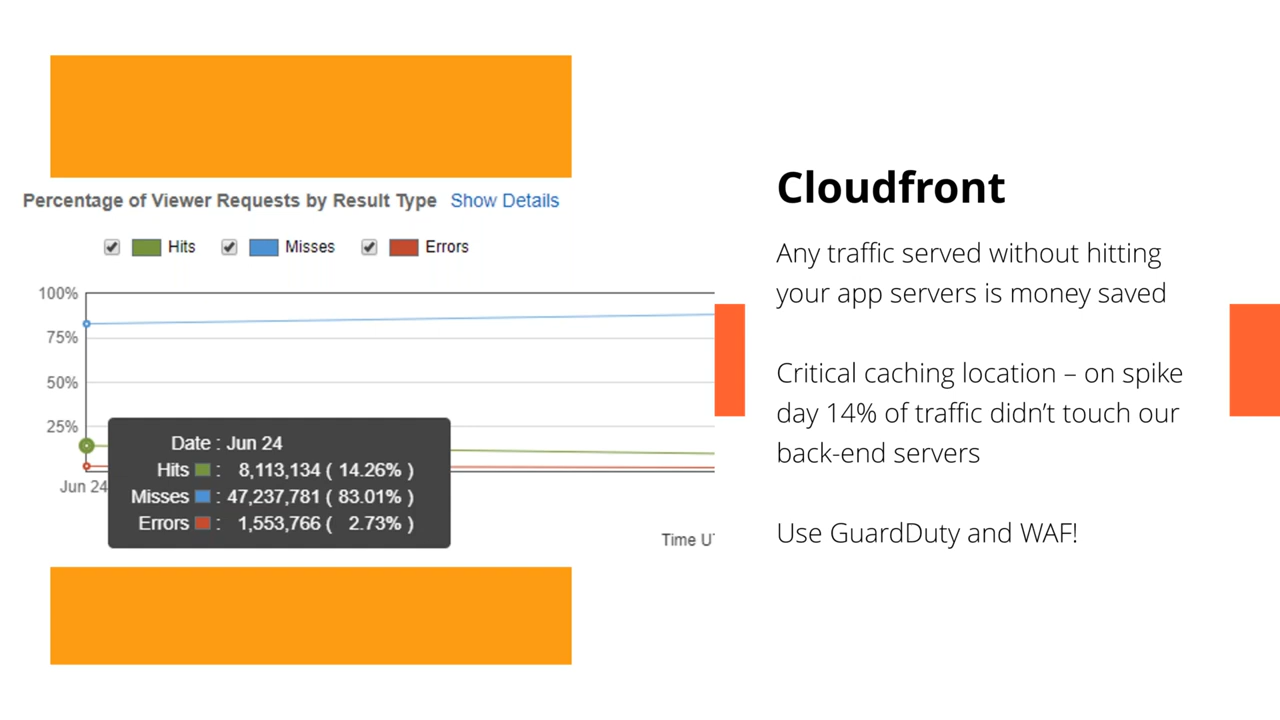 Percentage of Viewer Requests by Result Type Show Details
Hits Misses Errors
100%
75%
50%
25%
Jun 24
Date : Jun 24
Hits : 8,113,134 ( 14.26% )
Misses : 47,237,781 ( 83.01% )
Errors : 1,553,766 ( 2.73% )
Time U
Cloudfront
Any traffic served without hitting
your app servers is money saved
Critical caching location – on spike
day 14% of traffic didn’t touch our
back-end servers
Use GuardDuty and WAF!